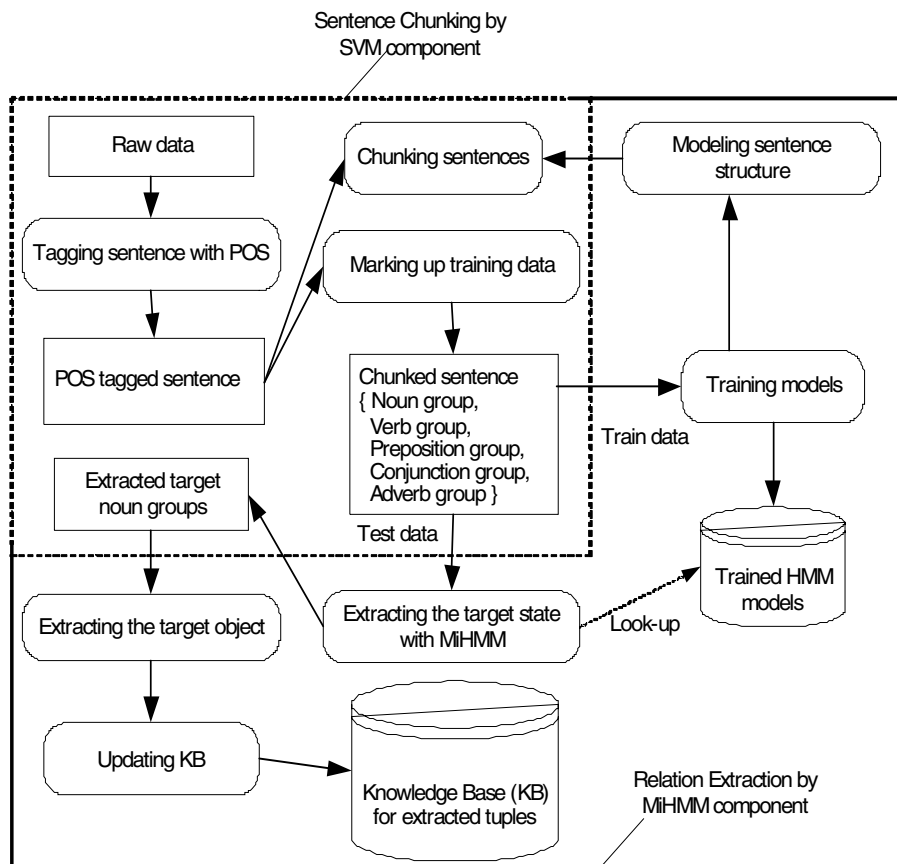 Sentence Chunking by
SVM component
Raw data
Chunking sentences
Modeling sentence
structure
Tagging sentence with POS
Marking up training data
POS tagged sentence
Chunked sentence
{ Noun group,
Verb group,
Preposition group,
Conjunction group,
Adverb group }
Training models
Train data
Extracted target
noun groups
Test data
Trained HMM
models
Extracting the target object
Extracting the target state
with MiHMM
Look-up
Updating KB
Knowledge Base (KB)
for extracted tuples
Relation Extraction by
MiHMM component